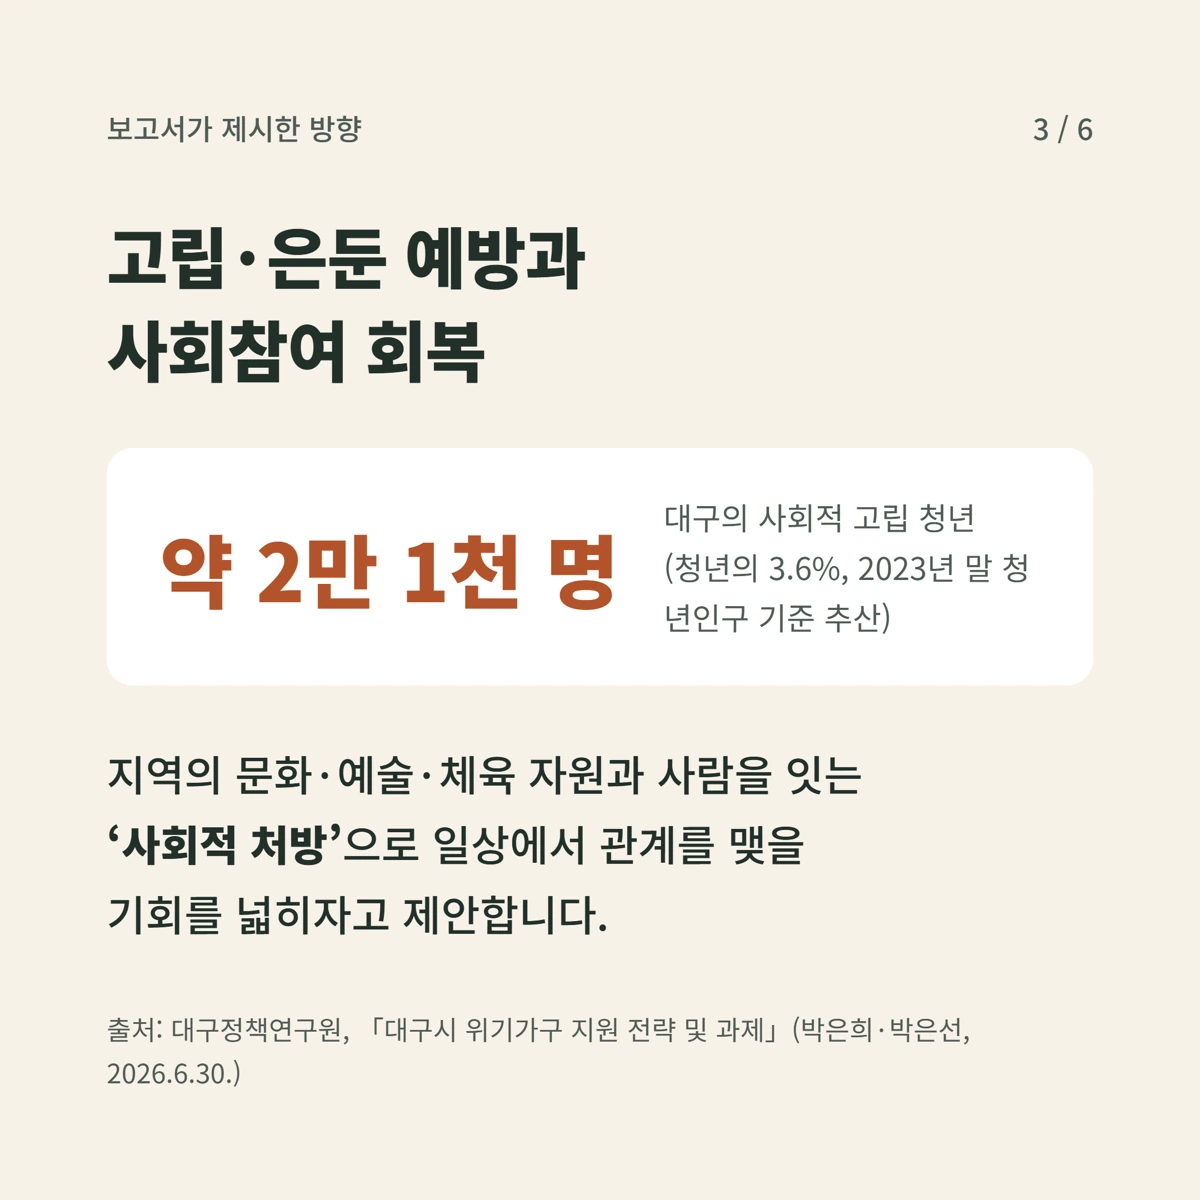 보고서가 제시한 방향
3 / 6
고립·은둔 예방과
사회참여 회복
약 2만 1천 명
대구의 사회적 고립 청년
(청년의 3.6%, 2023년 말 청
년인구 기준 추산)
지역의 문화·예술·체육 자원과 사람을 잇는
‘사회적 처방’으로 일상에서 관계를 맺을
기회를 넓히자고 제안합니다.
출처: 대구정책연구원, 「대구시 위기가구 지원 전략 및 과제」(박은희·박은선,
2026.6.30.)